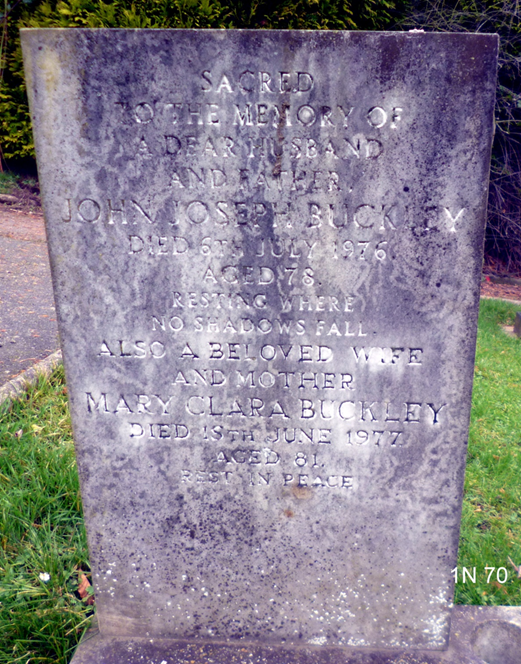 SACRED
TO THE MEMORY OF
A DEAR HUSBAND
AND FATHER.
JOHN JOSEPH BUCKLEY
DIED 6TH JULY 1976
AGED 78.
RESTING WHERE
NO SHADOWS FALL.
ALSO A BELOVED WIFE
AND MOTHER
MARY CLARA BUCKLEY
DIED 15TH JUNE 1977.
AGED 81.
REST IN PEACE
1N 70